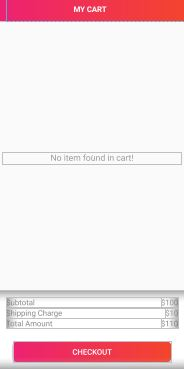 MY CART
No item found in cart!
Subtotal $100
Shipping Charge $10
Total Amount $110
CHECKOUT